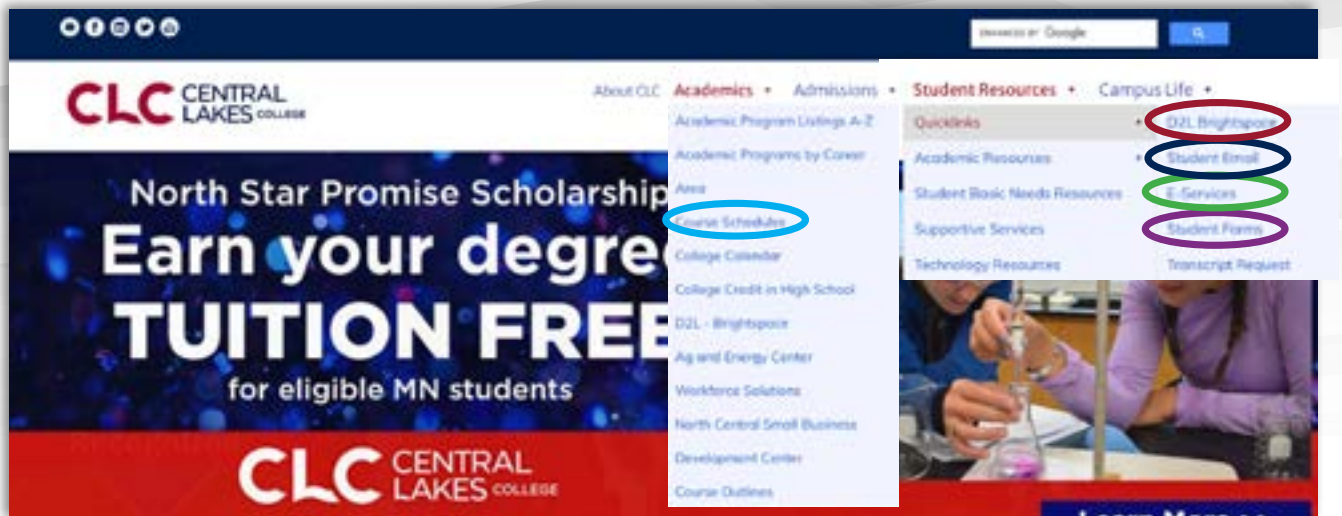 ENHANCED BY Google
CLC CENTRAL LAKES COLLEGE
About CLC Academics Admissions Student Resources Campus Life
Academic Program Listings A-Z
Academic Programs by Career
Area
Course Schedules
College Calendar
College Credit in High School
D2L - Brightspace
Ag and Energy Center
Workforce Solutions
North Central Small Business
Development Center
Course Outlines
Quicklinks
Academic Resources
Student Basic Needs Resources
Supportive Services
Technology Resources
D2L Brightspace
Student Email
E-Services
Student Forms
Transcript Request
North Star Promise Scholarship
Earn your degre
TUITION FREE
for eligible MN students
CLC CENTRAL LAKES COLLEGE